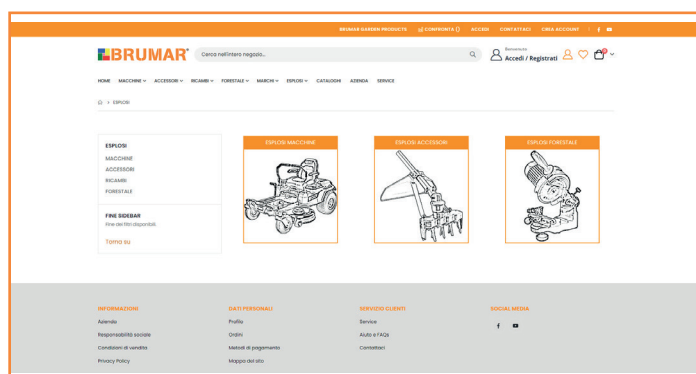 BRUMAR GARDEN PRODUCTS CONFRONTA () ACCEDI CONTATTACI CREA ACCOUNT
BRUMAR
Cerca nell'intero negozio...
Benvenuto
Accedi / Registrati
0
HOME MACCHINE ACCESSORI RICAMBI FORESTALE MARCHI ESPLOSI CATALOGHI AZIENDA SERVICE
ESPLOSI
ESPLOSI
MACCHINE
ACCESSORI
RICAMBI
FORESTALE
FINE SIDEBAR
Fine dei filtri disponibili.
Torna su
ESPLOSI MACCHINE
ESPLOSI ACCESSORI
ESPLOSI FORESTALE
INFORMAZIONI
Azienda
Responsabilità sociale
Condizioni di vendita
Privacy Policy
DATI PERSONALI
Profilo
Ordini
Metodi di pagamento
Mappa del sito
SERVIZIO CLIENTI
Service
Aiuto e FAQs
Contattaci
SOCIAL MEDIA